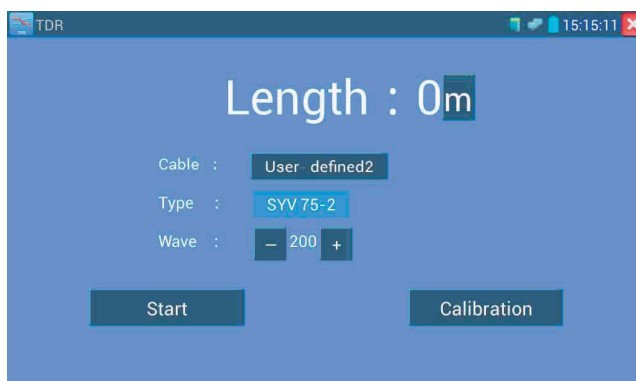 TDR 15:15:11
Length : 0m
Cable : User-defined2
Type : SYV 75-2
Wave : – 200 +
Start Calibration